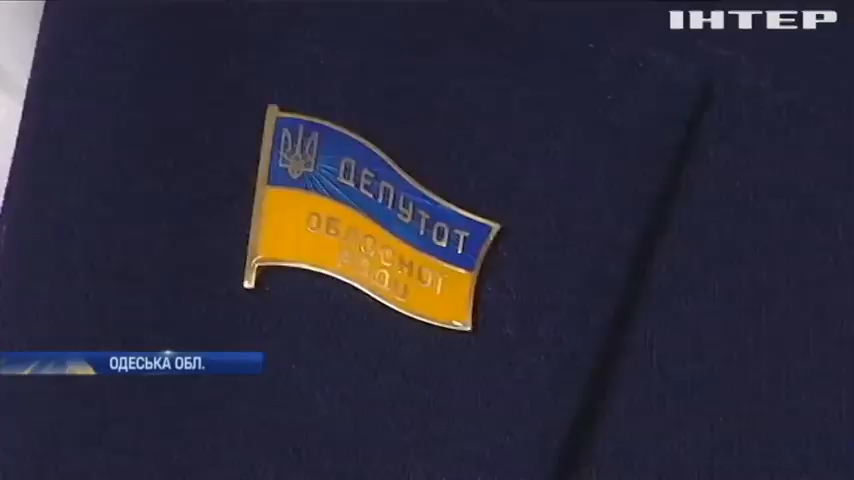 ІНТЕР
ДЕПУТАТ
ОБЛАСНОЇ
РАДИ
ОДЕСЬКА ОБЛ.